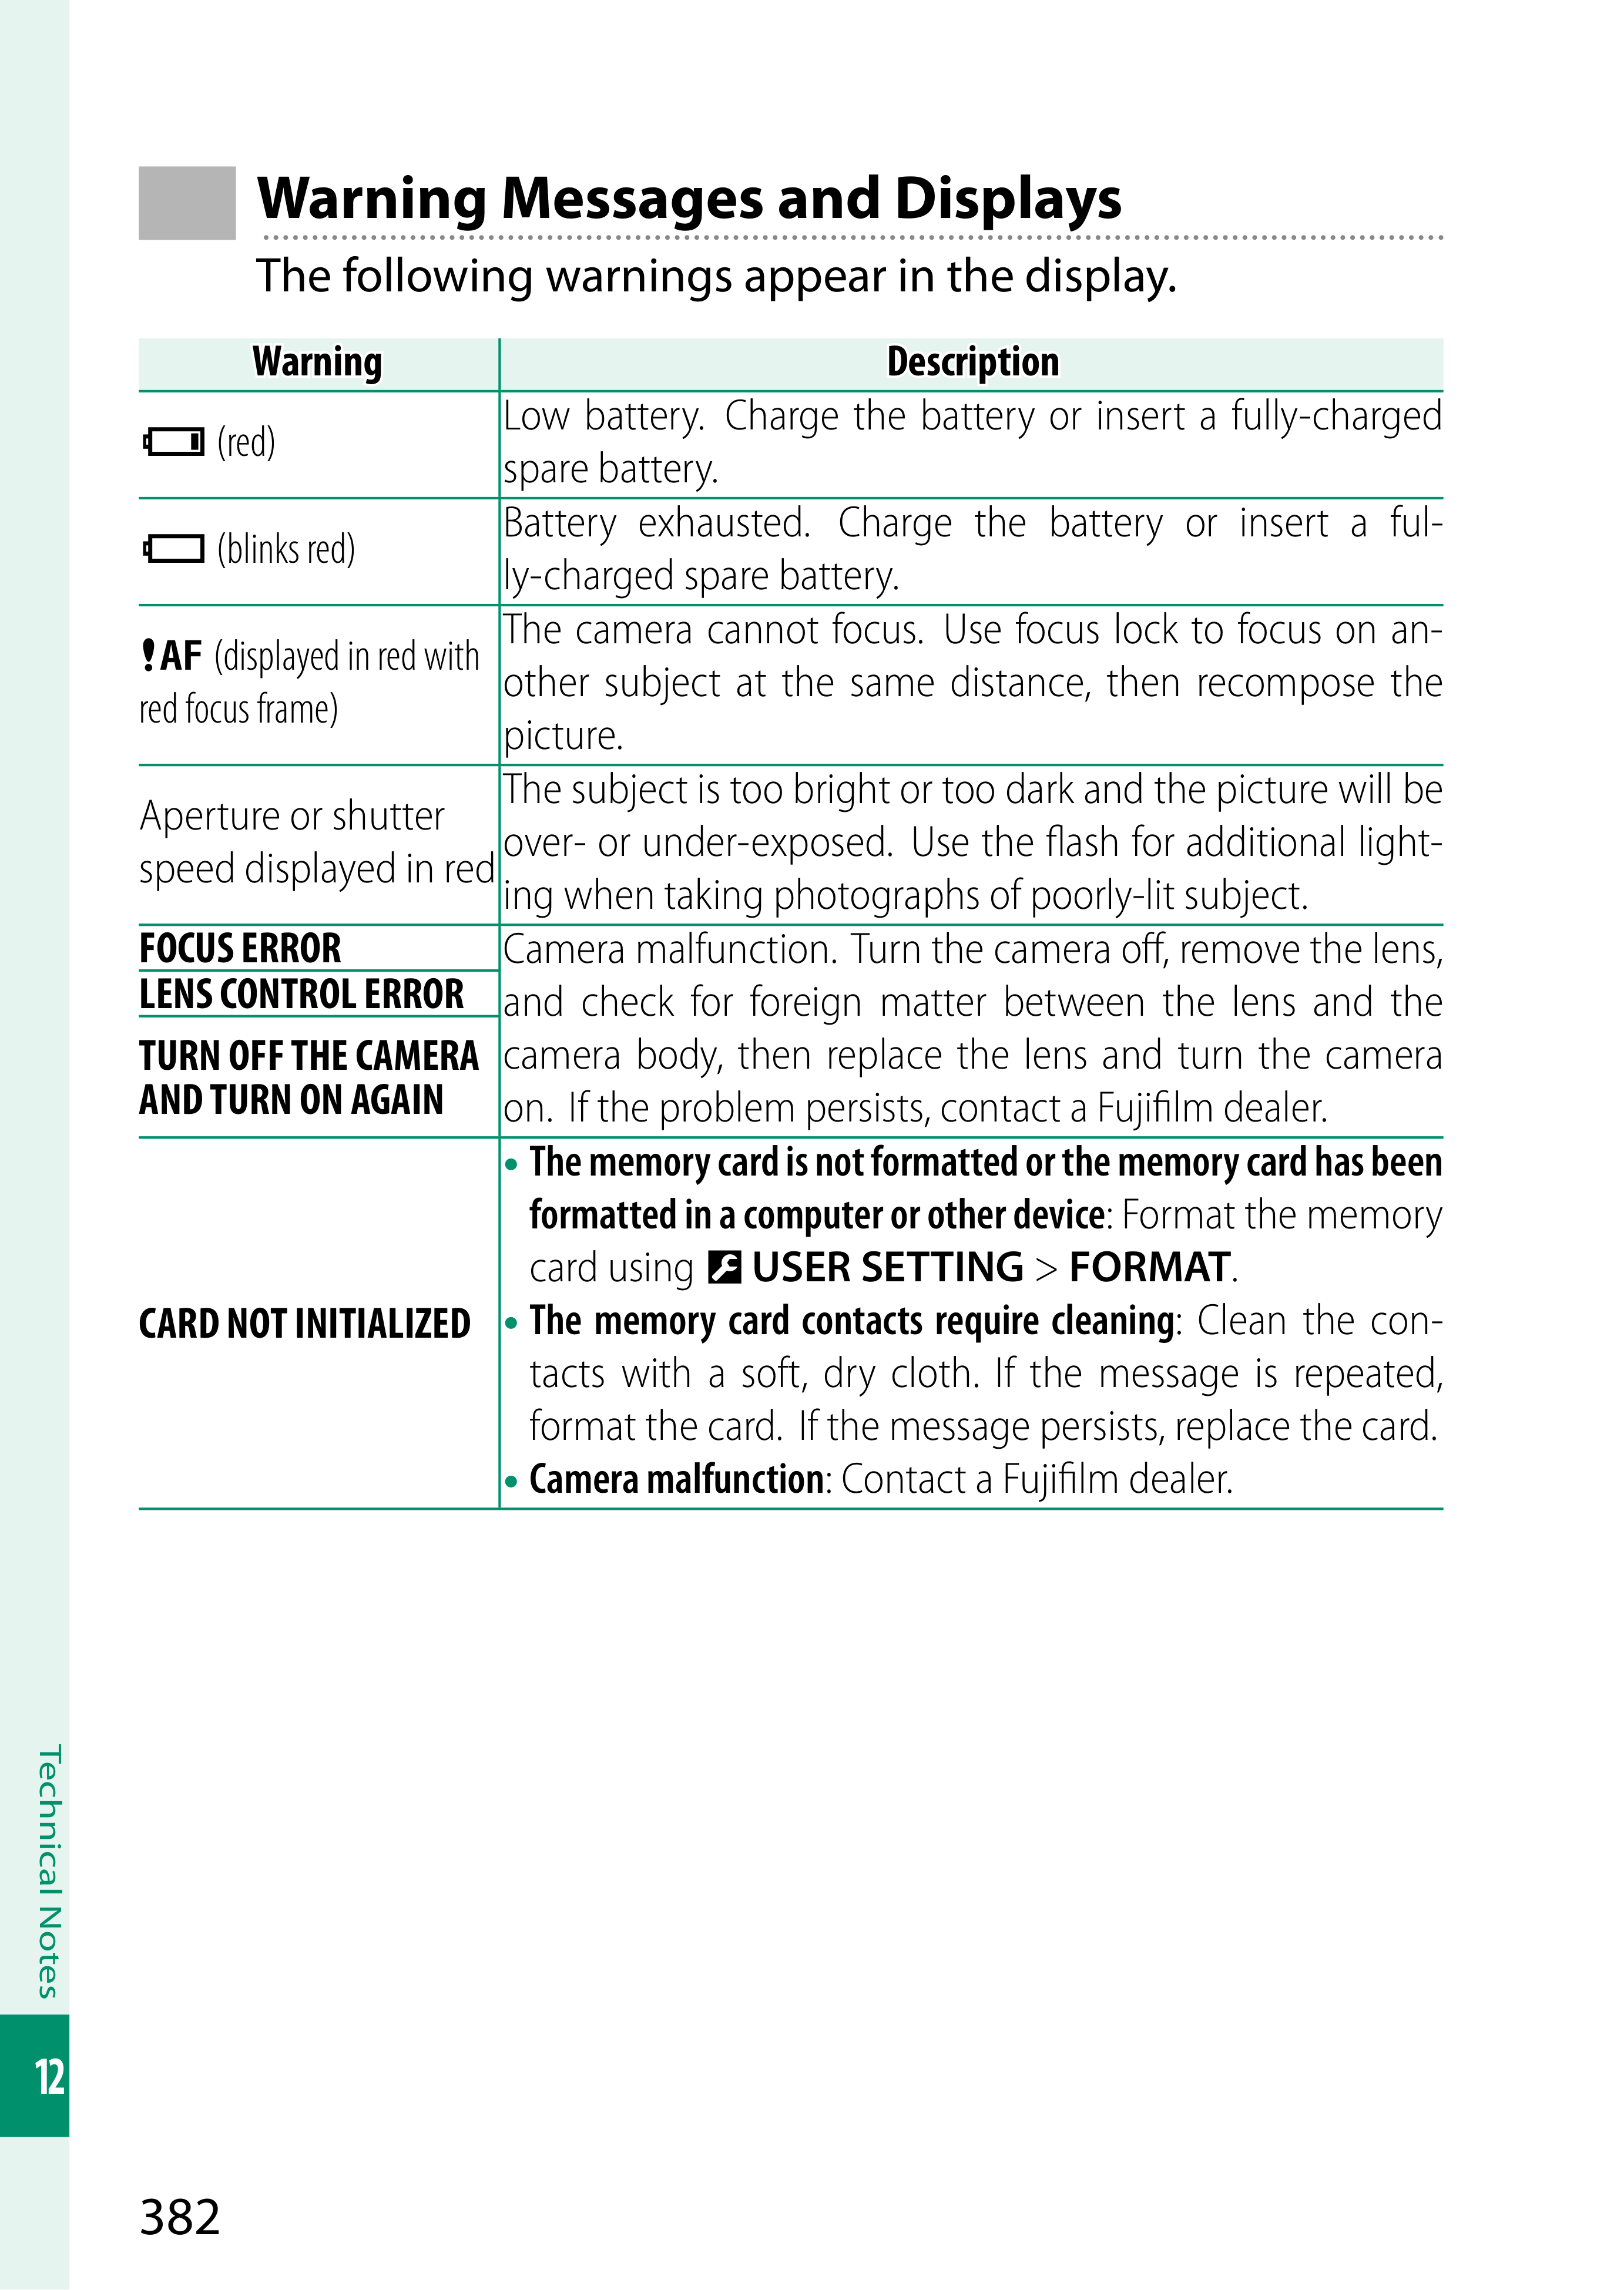 Warning Messages and Displays
The following warnings appear in the display.
Warning
Description
(red)
Low battery. Charge the battery or insert a fully-charged
spare battery.
(blinks red)
Battery exhausted. Charge the battery or insert a ful-
ly-charged spare battery.
!AF (displayed in red with
red focus frame)
The camera cannot focus. Use focus lock to focus on an-
other subject at the same distance, then recompose the
picture.
Aperture or shutter
speed displayed in red
The subject is too bright or too dark and the picture will be
over- or under-exposed. Use the flash for additional light-
ing when taking photographs of poorly-lit subject.
FOCUS ERROR
LENS CONTROL ERROR
TURN OFF THE CAMERA
AND TURN ON AGAIN
Camera malfunction. Turn the camera off, remove the lens,
and check for foreign matter between the lens and the
camera body, then replace the lens and turn the camera
on. If the problem persists, contact a Fujifilm dealer.
CARD NOT INITIALIZED
• The memory card is not formatted or the memory card has been
formatted in a computer or other device: Format the memory
card using USER SETTING > FORMAT.
• The memory card contacts require cleaning: Clean the con-
tacts with a soft, dry cloth. If the message is repeated,
format the card. If the message persists, replace the card.
• Camera malfunction: Contact a Fujifilm dealer.
Technical Notes
12
382